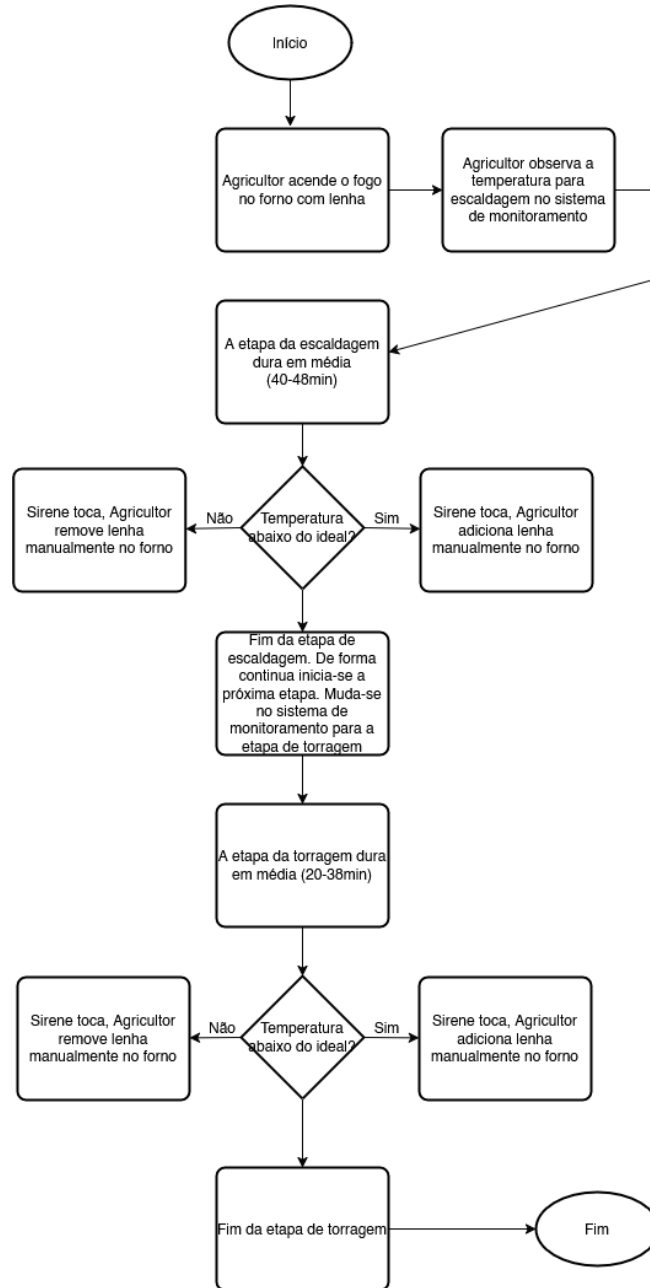 Início
Agricultor acende o fogo
no forno com lenha
Agricultor observa a
temperatura para
escaldagem no sistema
de monitoramento
A etapa da escaldagem
dura em média
(40-48min)
Sirene toca, Agricultor
remove lenha
manualmente no forno
Não
Temperatura
abaixo do ideal?
Sim
Sirene toca, Agricultor
adiciona lenha
manualmente no forno
Fim da etapa de
escaldagem. De forma
continua inicia-se a
próxima etapa. Muda-se
no sistema de
monitoramento para a
etapa de torragem
A etapa da torragem dura
em média (20-38min)
Sirene toca, Agricultor
remove lenha
manualmente no forno
Não
Temperatura
abaixo do ideal?
Sim
Sirene toca, Agricultor
adiciona lenha
manualmente no forno
Fim da etapa de torragem
Fim